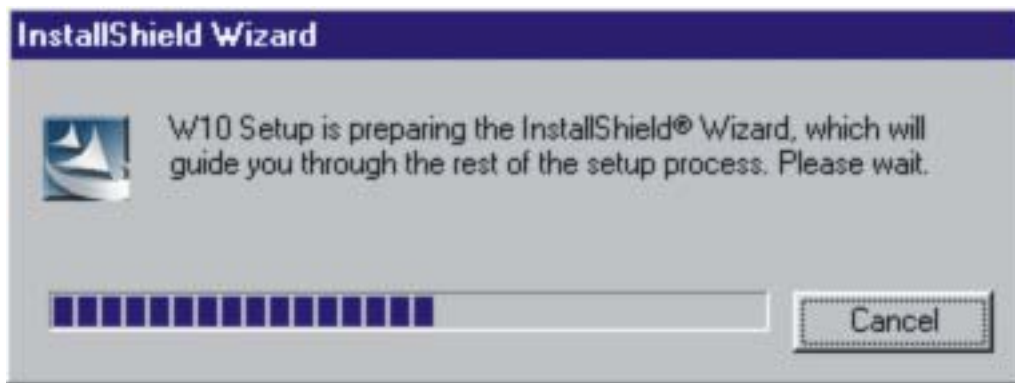 InstallShield Wizard
W10 Setup is preparing the InstallShield® Wizard, which will
guide you through the rest of the setup process. Please wait.
Cancel